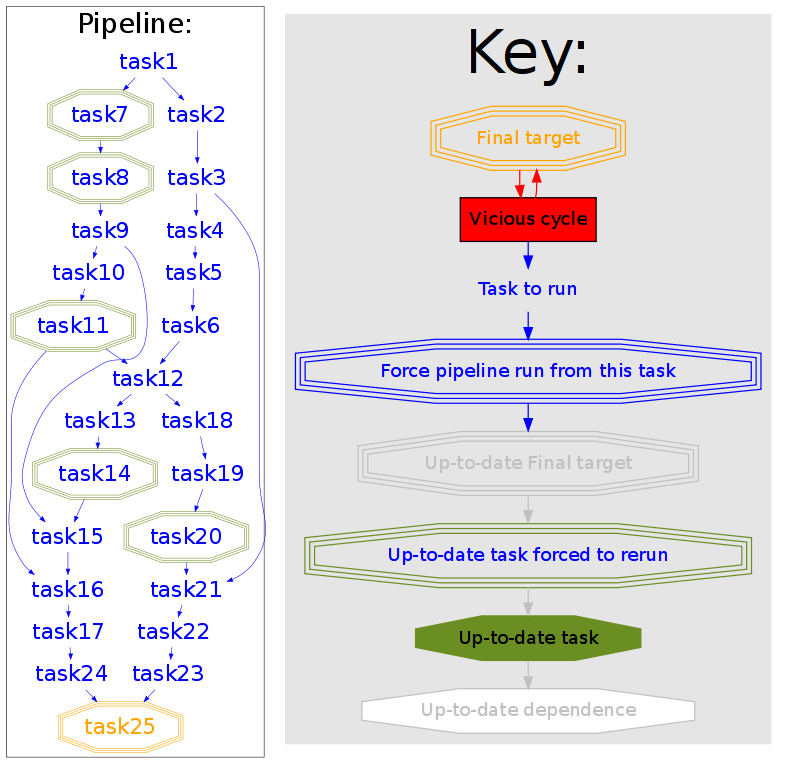 Pipeline:
task1
task7
task2
task8
task3
task9
task4
task10
task5
task11
task6
task12
task13
task18
task14
task19
task15
task20
task16
task21
task17
task22
task24
task23
task25
Key:
Final target
Vicious cycle
Task to run
Force pipeline run from this task
Up-to-date Final target
Up-to-date task forced to rerun
Up-to-date task
Up-to-date dependence